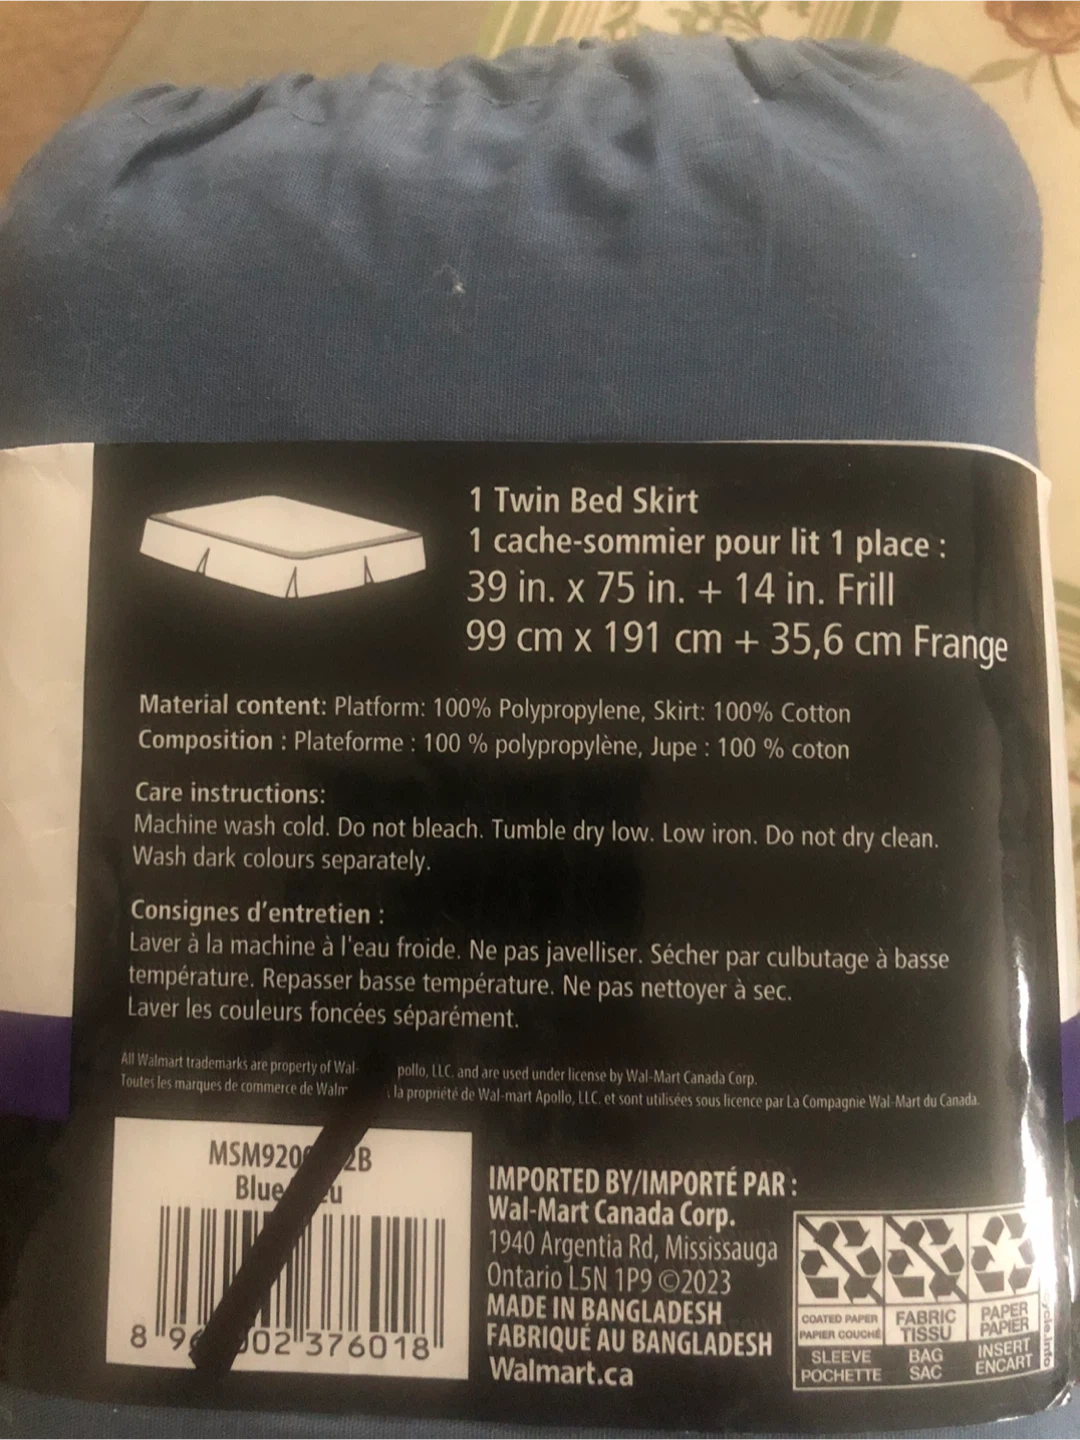 1 Twin Bed Skirt
1 cache-sommier pour lit 1 place :
39 in. x 75 in. + 14 in. Frill
99 cm x 191 cm + 35,6 cm Frange
Material content: Platform: 100% Polypropylene, Skirt: 100% Cotton
Composition : Plateforme : 100 % polypropylène, Jupe : 100 % coton
Care instructions:
Machine wash cold. Do not bleach. Tumble dry low. Low iron. Do not dry clean.
Wash dark colours separately.
Consignes d'entretien :
Laver à la machine à l'eau froide. Ne pas javelliser. Sécher par culbutage à basse
température. Repasser basse température. Ne pas nettoyer à sec.
Laver les couleurs foncées séparément.
All Walmart trademarks are property of Wal- pollo, LLC. and are used under license by Wal-Mart Canada Corp.
Toutes les marques de commerce de la propriété de Wal-mart Apollo, LLC. et sont utilisées sous licence par La Compagnie Wal-Mart du Canada.
Blue
376018
IMPORTED BY/IMPORTÉ PAR :
Wal-Mart Canada Corp.
1940 Argentia Rd, Mississauga
Ontario L5N 1P9 ©2023
MADE IN BANGLADESH
FABRIQUÉ AU BANGLADESH
Walmart.ca
COATED PAPER
PAPIER COUCHÉ
SLEEVE
POCHETTE
FABRIC
TISSU
BAG
SAC
PAPER
PAPIER
INSERT
ENCART